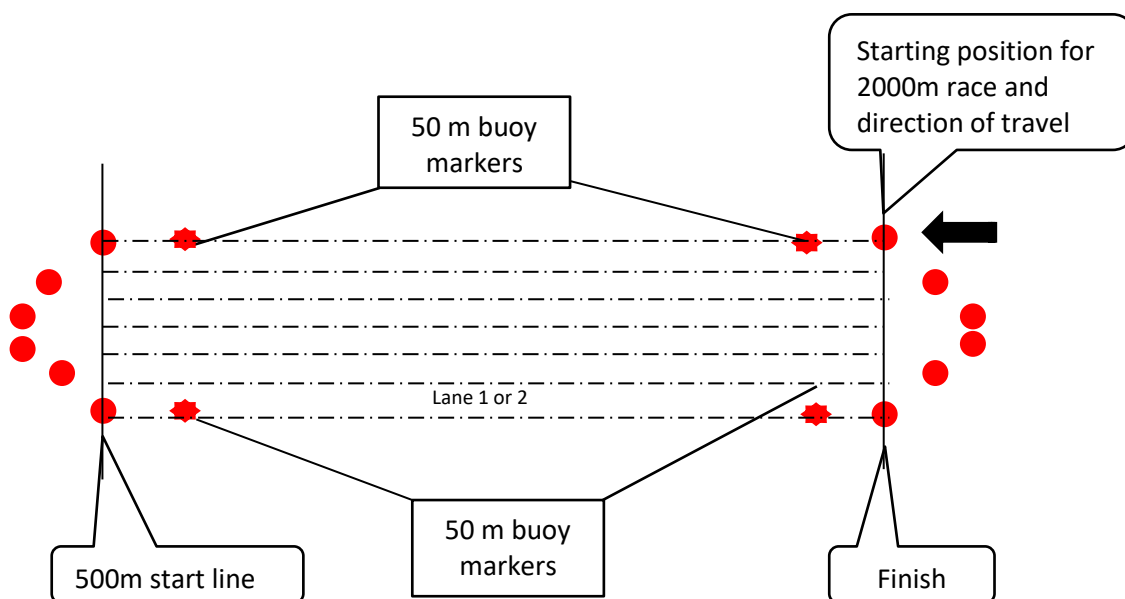 Starting position for
2000m race and
direction of travel
50 m buoy
markers
Lane 1 or 2
50 m buoy
markers
500m start line
Finish